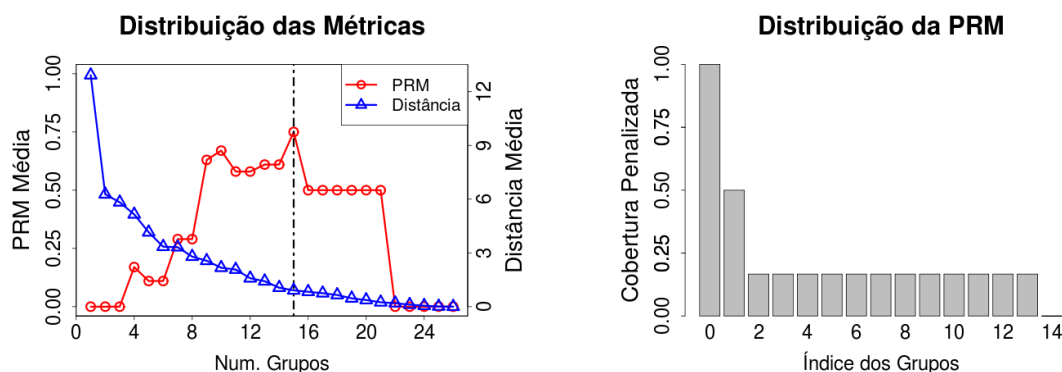 Distribuição das Métricas
PRM Média
0.00 0.25 0.50 0.75 1.00
PRM
Distância
0 3 6 9 12
Distância Média
0 4 8 12 16 20 24
Num. Grupos
Distribuição da PRM
Cobertura Penalizada
0.00 0.25 0.50 0.75 1.00
0 2 4 6 8 10 12 14
Índice dos Grupos